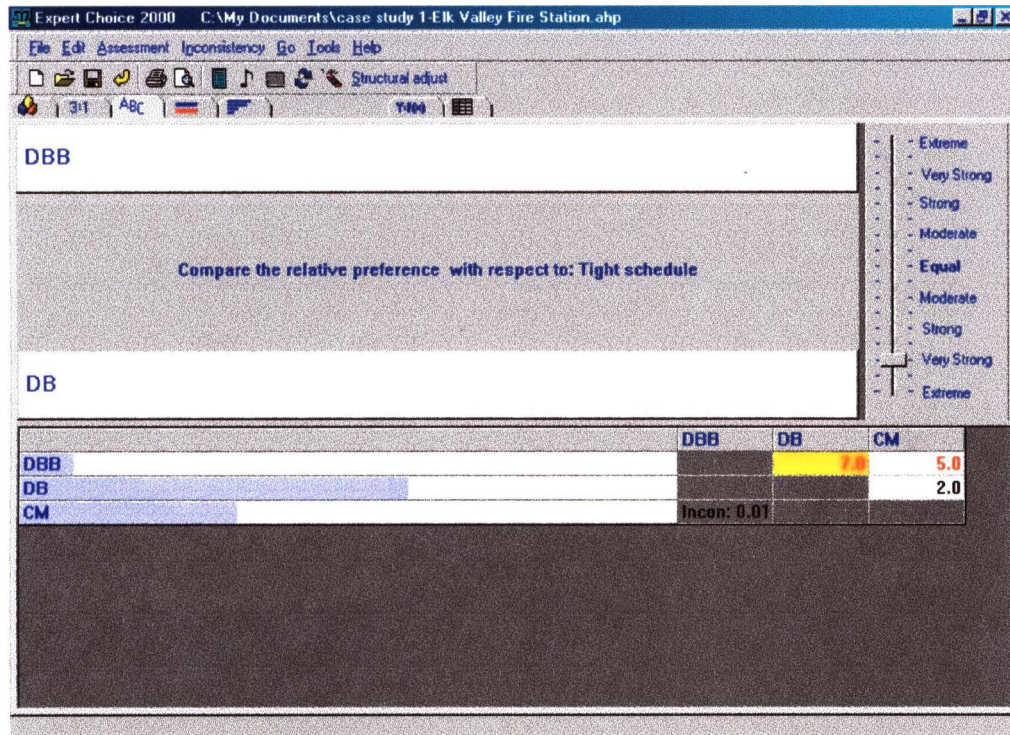 Expert Choice 2000 C:\My Documents\case study 1-Elk Valley Fire Station.ahp
File Edit Assessment Inconsistency Go Tools Help
Structural adjust
3:1 ABC
DBB
Compare the relative preference with respect to: Tight schedule
DB
Extreme
Very Strong
Strong
Moderate
Equal
Moderate
Strong
Very Strong
Extreme
DBB DB CM
DBB 7.0 5.0
DB 2.0
CM Incon: 0.01